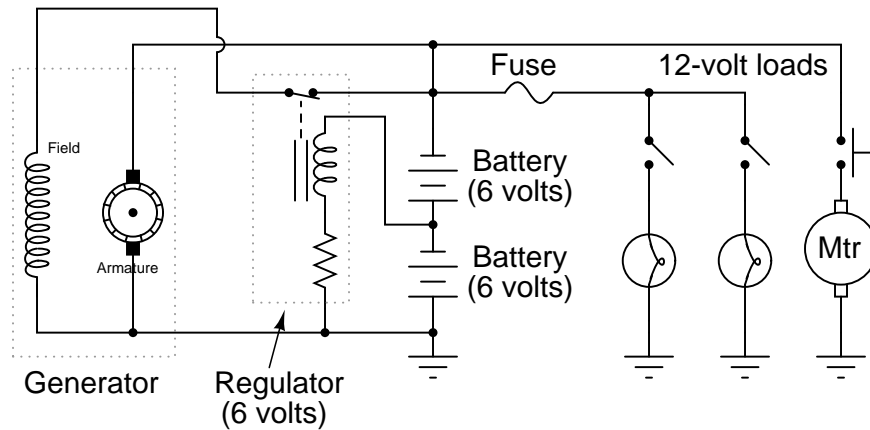 Fuse
12-volt loads
Field
Battery
(6 volts)
Armature
Mtr
Battery
(6 volts)
Generator
Regulator
(6 volts)